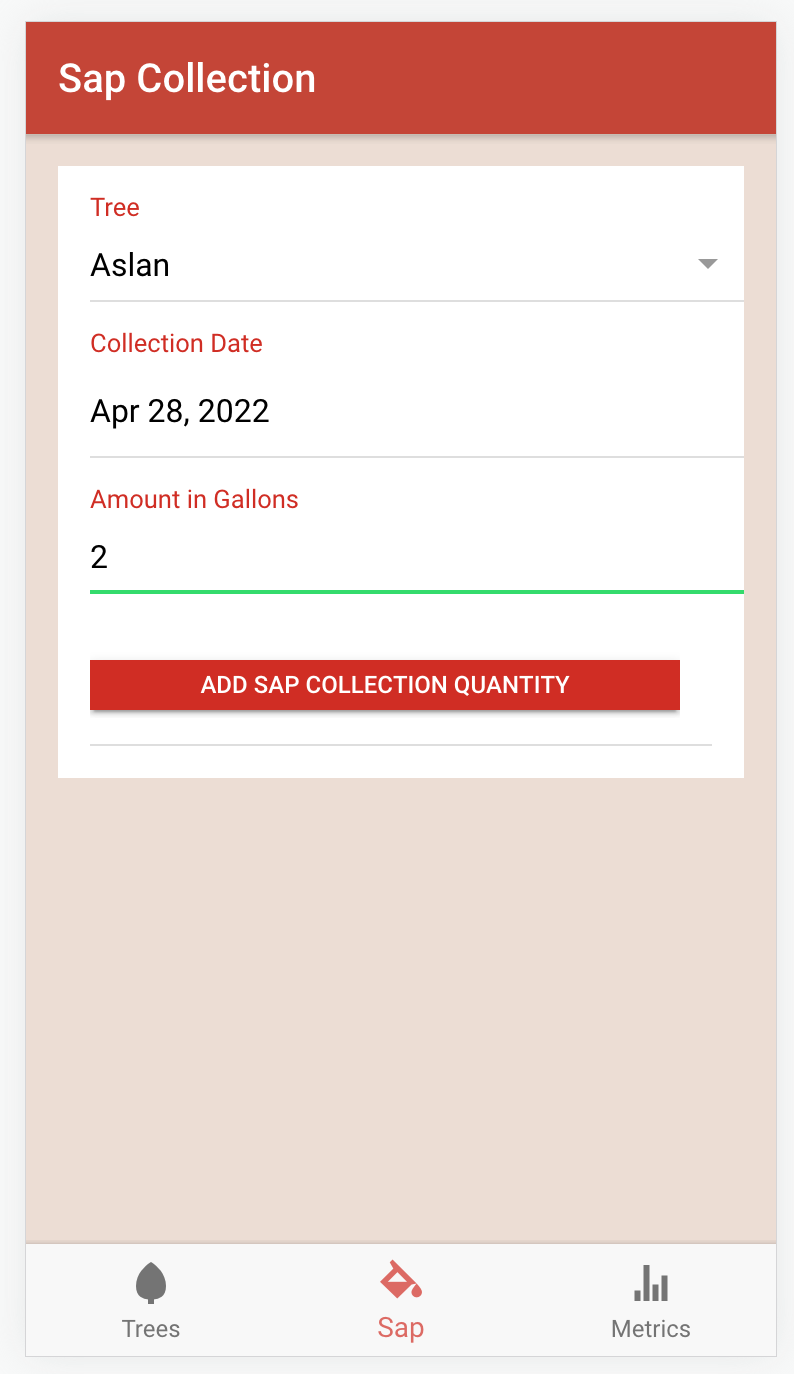 Sap Collection
Tree
Aslan
Collection Date
Apr 28, 2022
Amount in Gallons
2
ADD SAP COLLECTION QUANTITY
Trees
Sap
Metrics